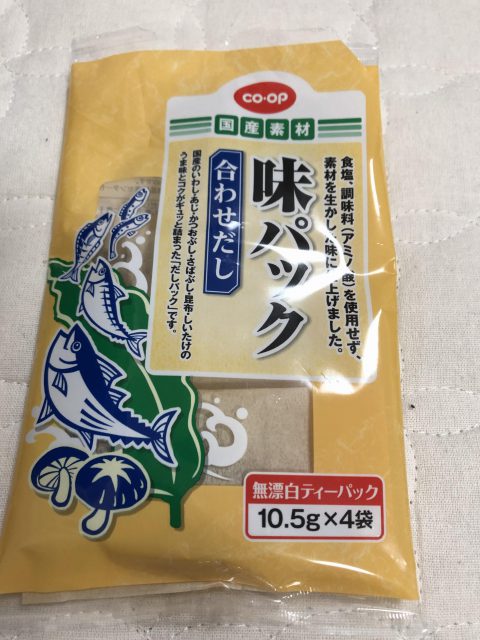 co·op
国産素材
食塩、調味料(アミノ酸)を使用せず、
素材を生かした味に仕上げました。
味パック
合わせだし
国産のいわし・あじ・かつおぶし・さばぶし・昆布・しいたけの
うま味とコクがギュッと詰まった「だしパック」です。
無漂白ティーパック
10.5g×4袋